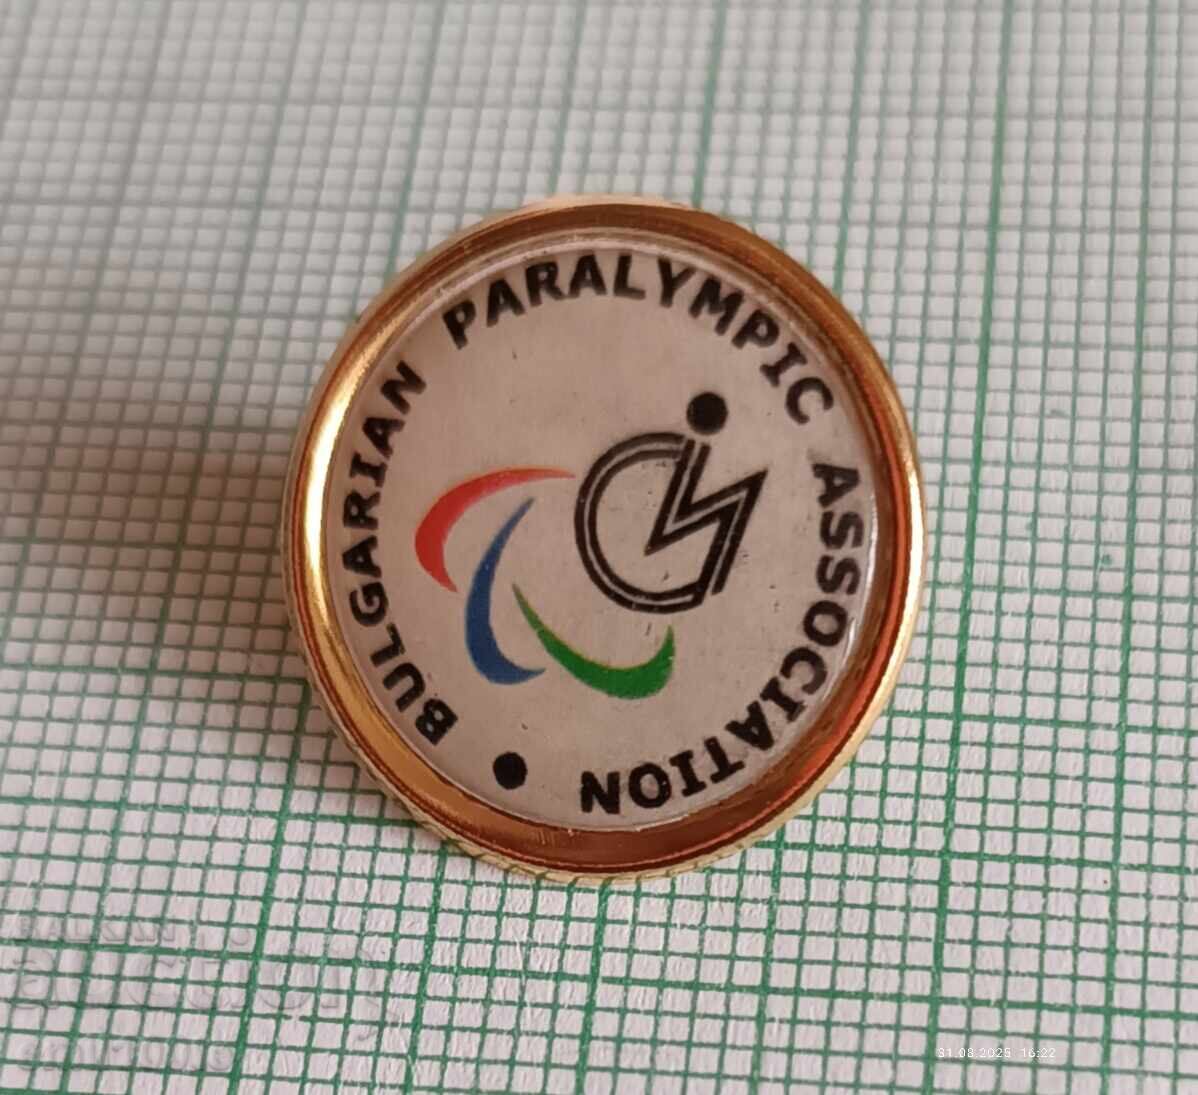 BULGARIAN PARALYMPIC ASSOCIATION
31.08.2025 16:22